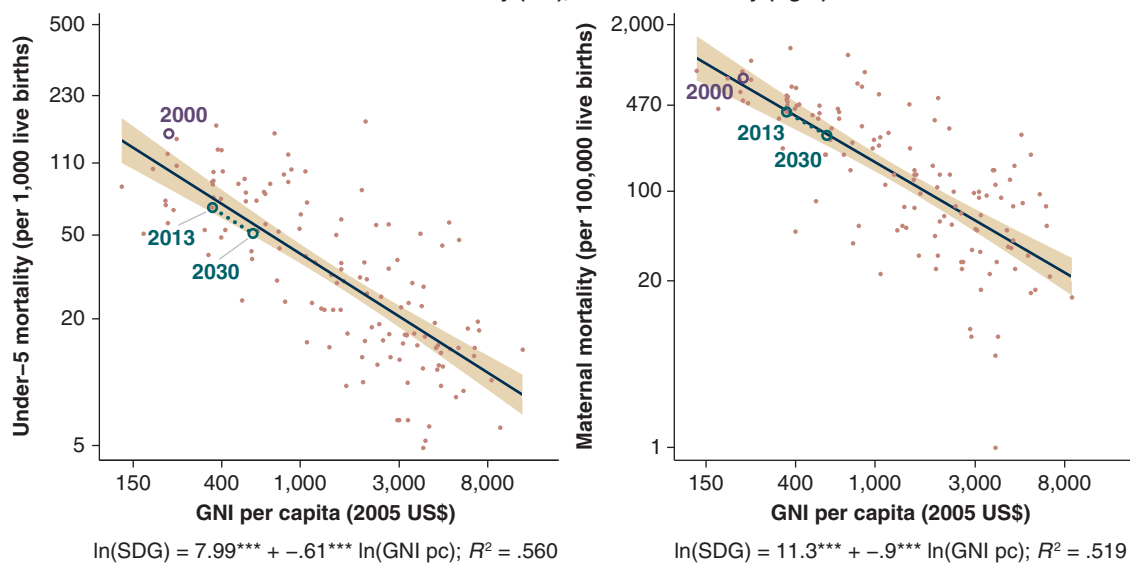 500
230
110
50
20
5
Under–5 mortality (per 1,000 live births)
2000
2013
2030
150 400 1,000 3,000 8,000
GNI per capita (2005 US$)
ln(SDG) = 7.99*** + –.61*** ln(GNI pc); R² = .560
2,000
470
100
20
1
Maternal mortality (per 100,000 live births)
2000
2013
2030
150 400 1,000 3,000 8,000
GNI per capita (2005 US$)
ln(SDG) = 11.3*** + –.9*** ln(GNI pc); R² = .519